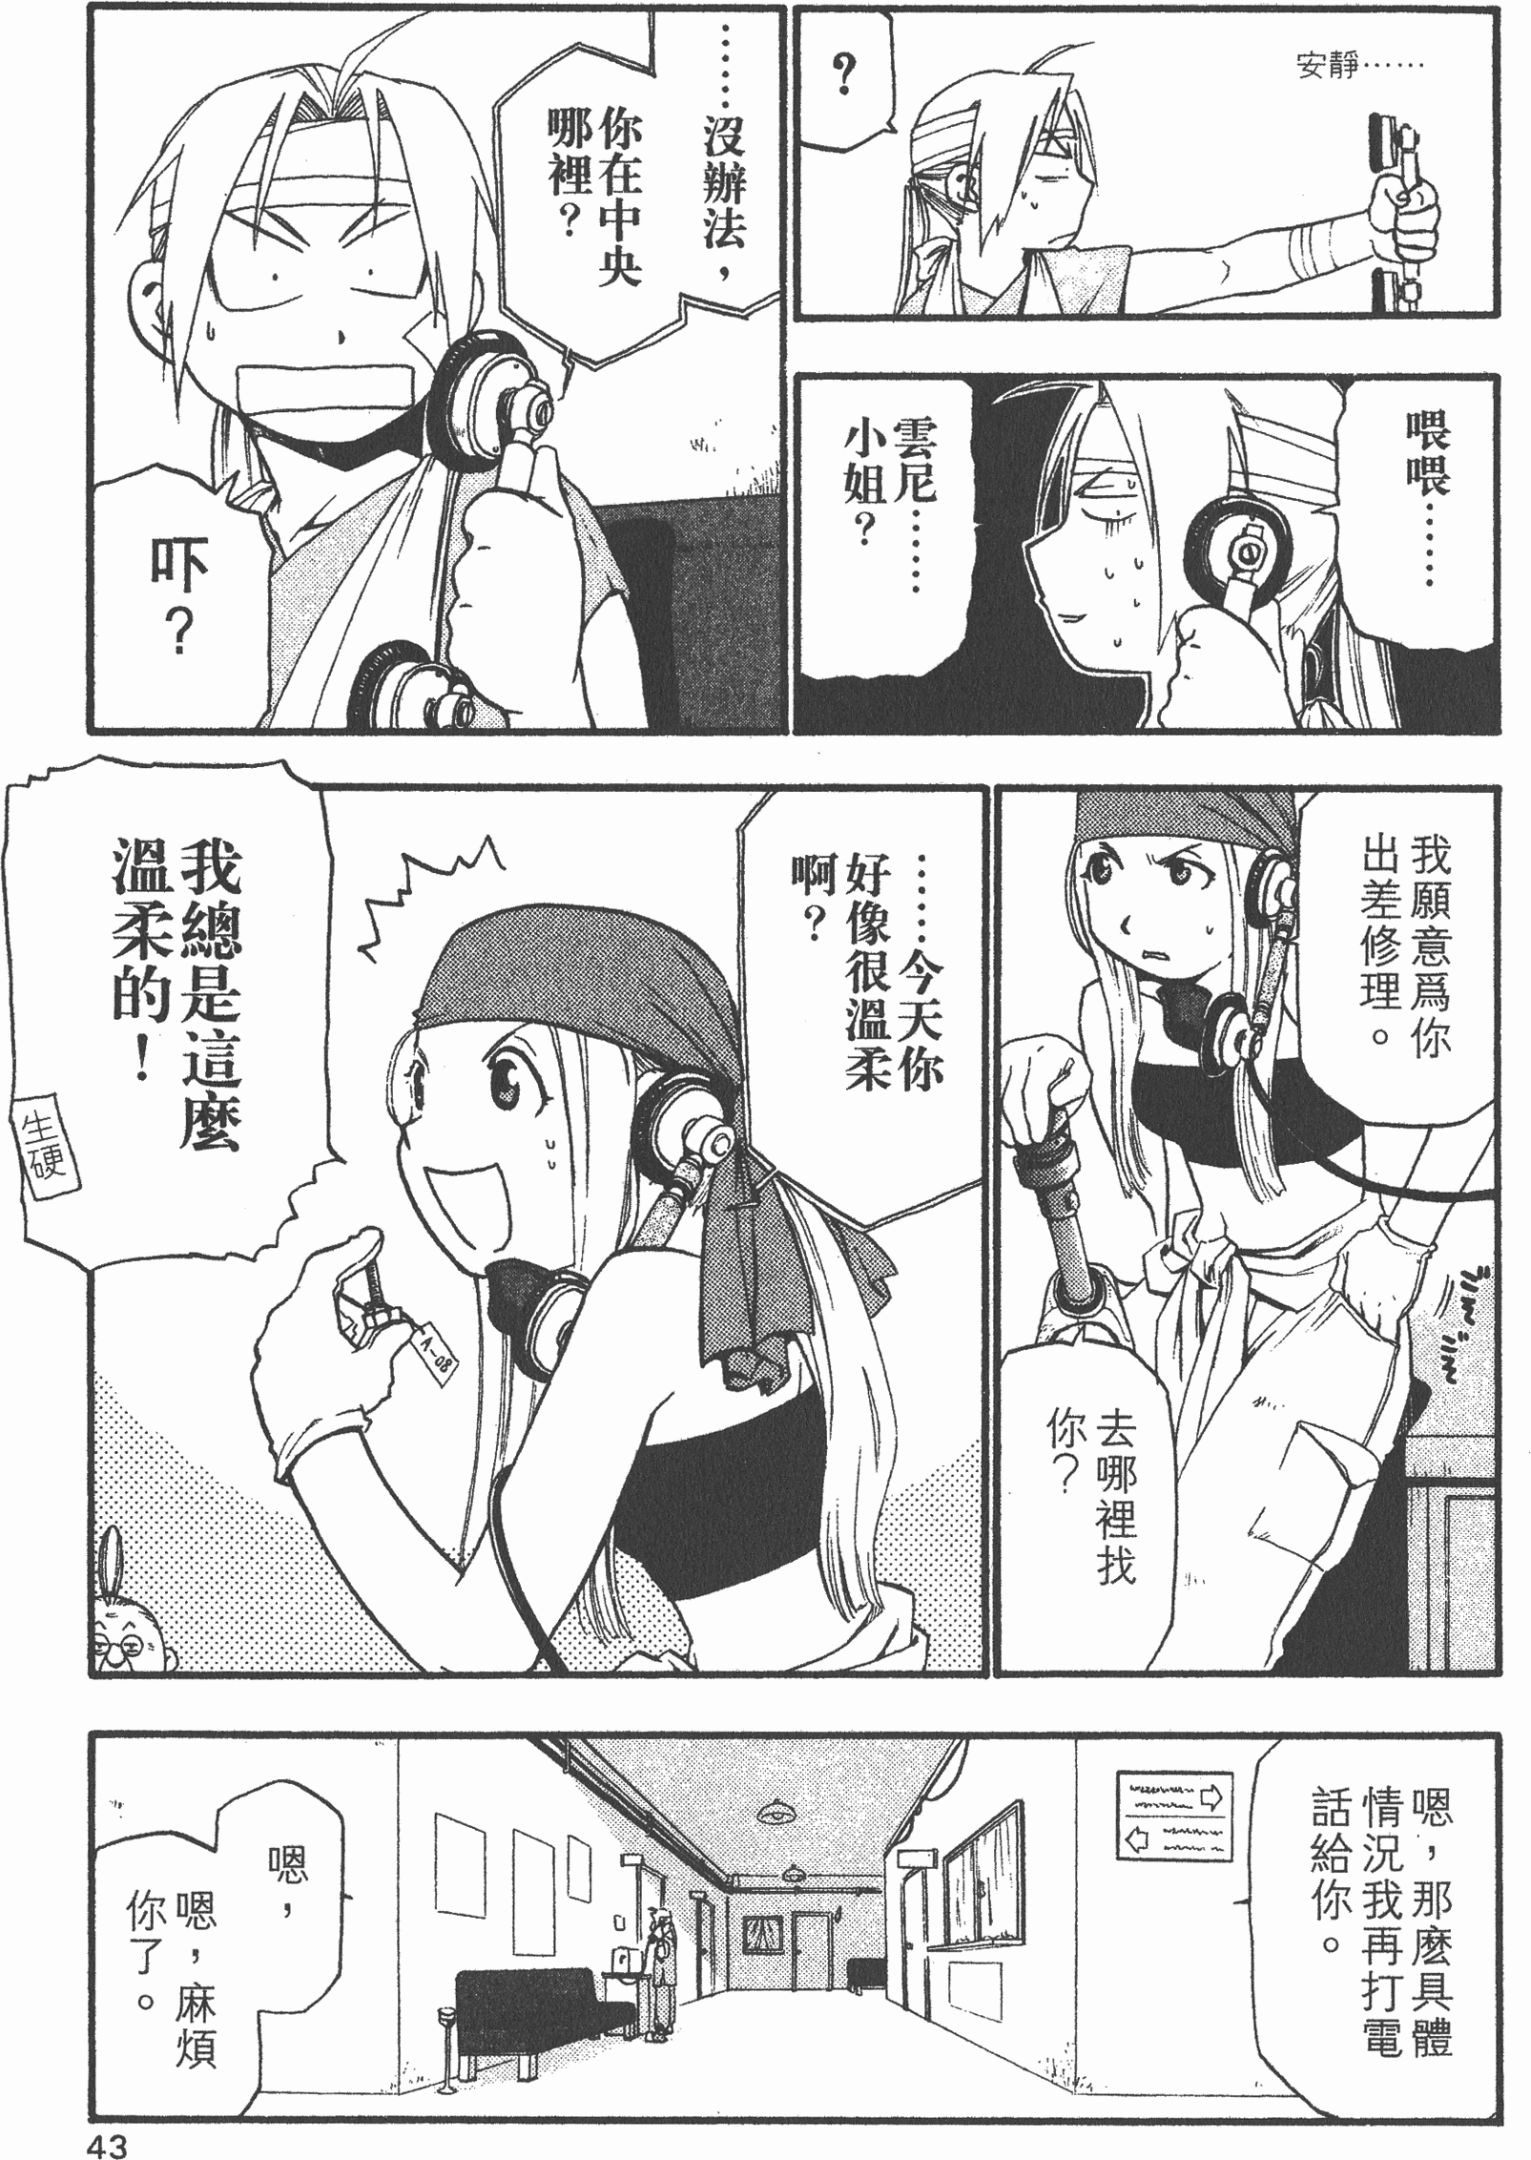 安靜……
?
喂喂……
雲尼……
小姐?
……沒辦法，
你在中央
哪裡?
吓?
我願意爲你
出差修理。
去哪裡找
你?
……今天你
好像很溫柔
啊?
我總是這麼
溫柔的！
生硬
A-08
嗯，那麽具體
情況我再打電
話給你。
嗯，
嗯，麻煩
你了。
43